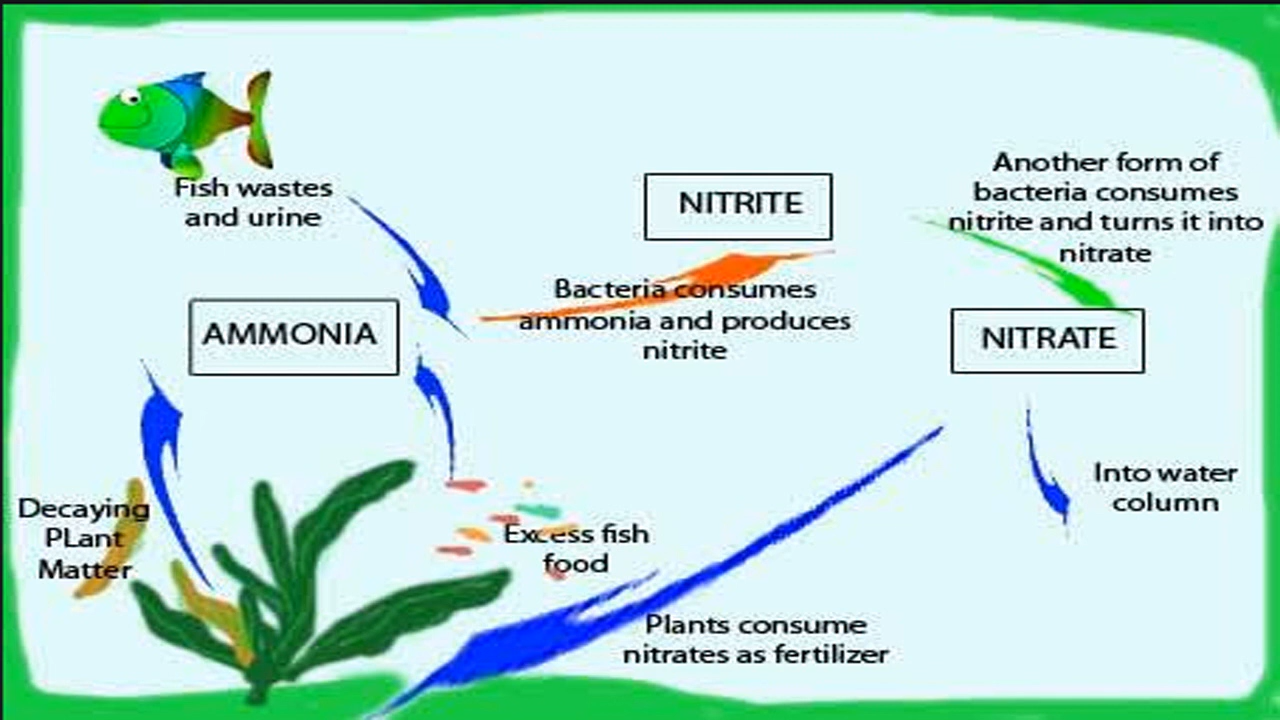 Fish wastes
and urine
NITRITE
Another form of
bacteria consumes
nitrite and turns it into
nitrate
Bacteria consumes
ammonia and produces
nitrite
AMMONIA
NITRATE
Decaying
PLant
Matter
Excess fish
food
Into water
column
Plants consume
nitrates as fertilizer